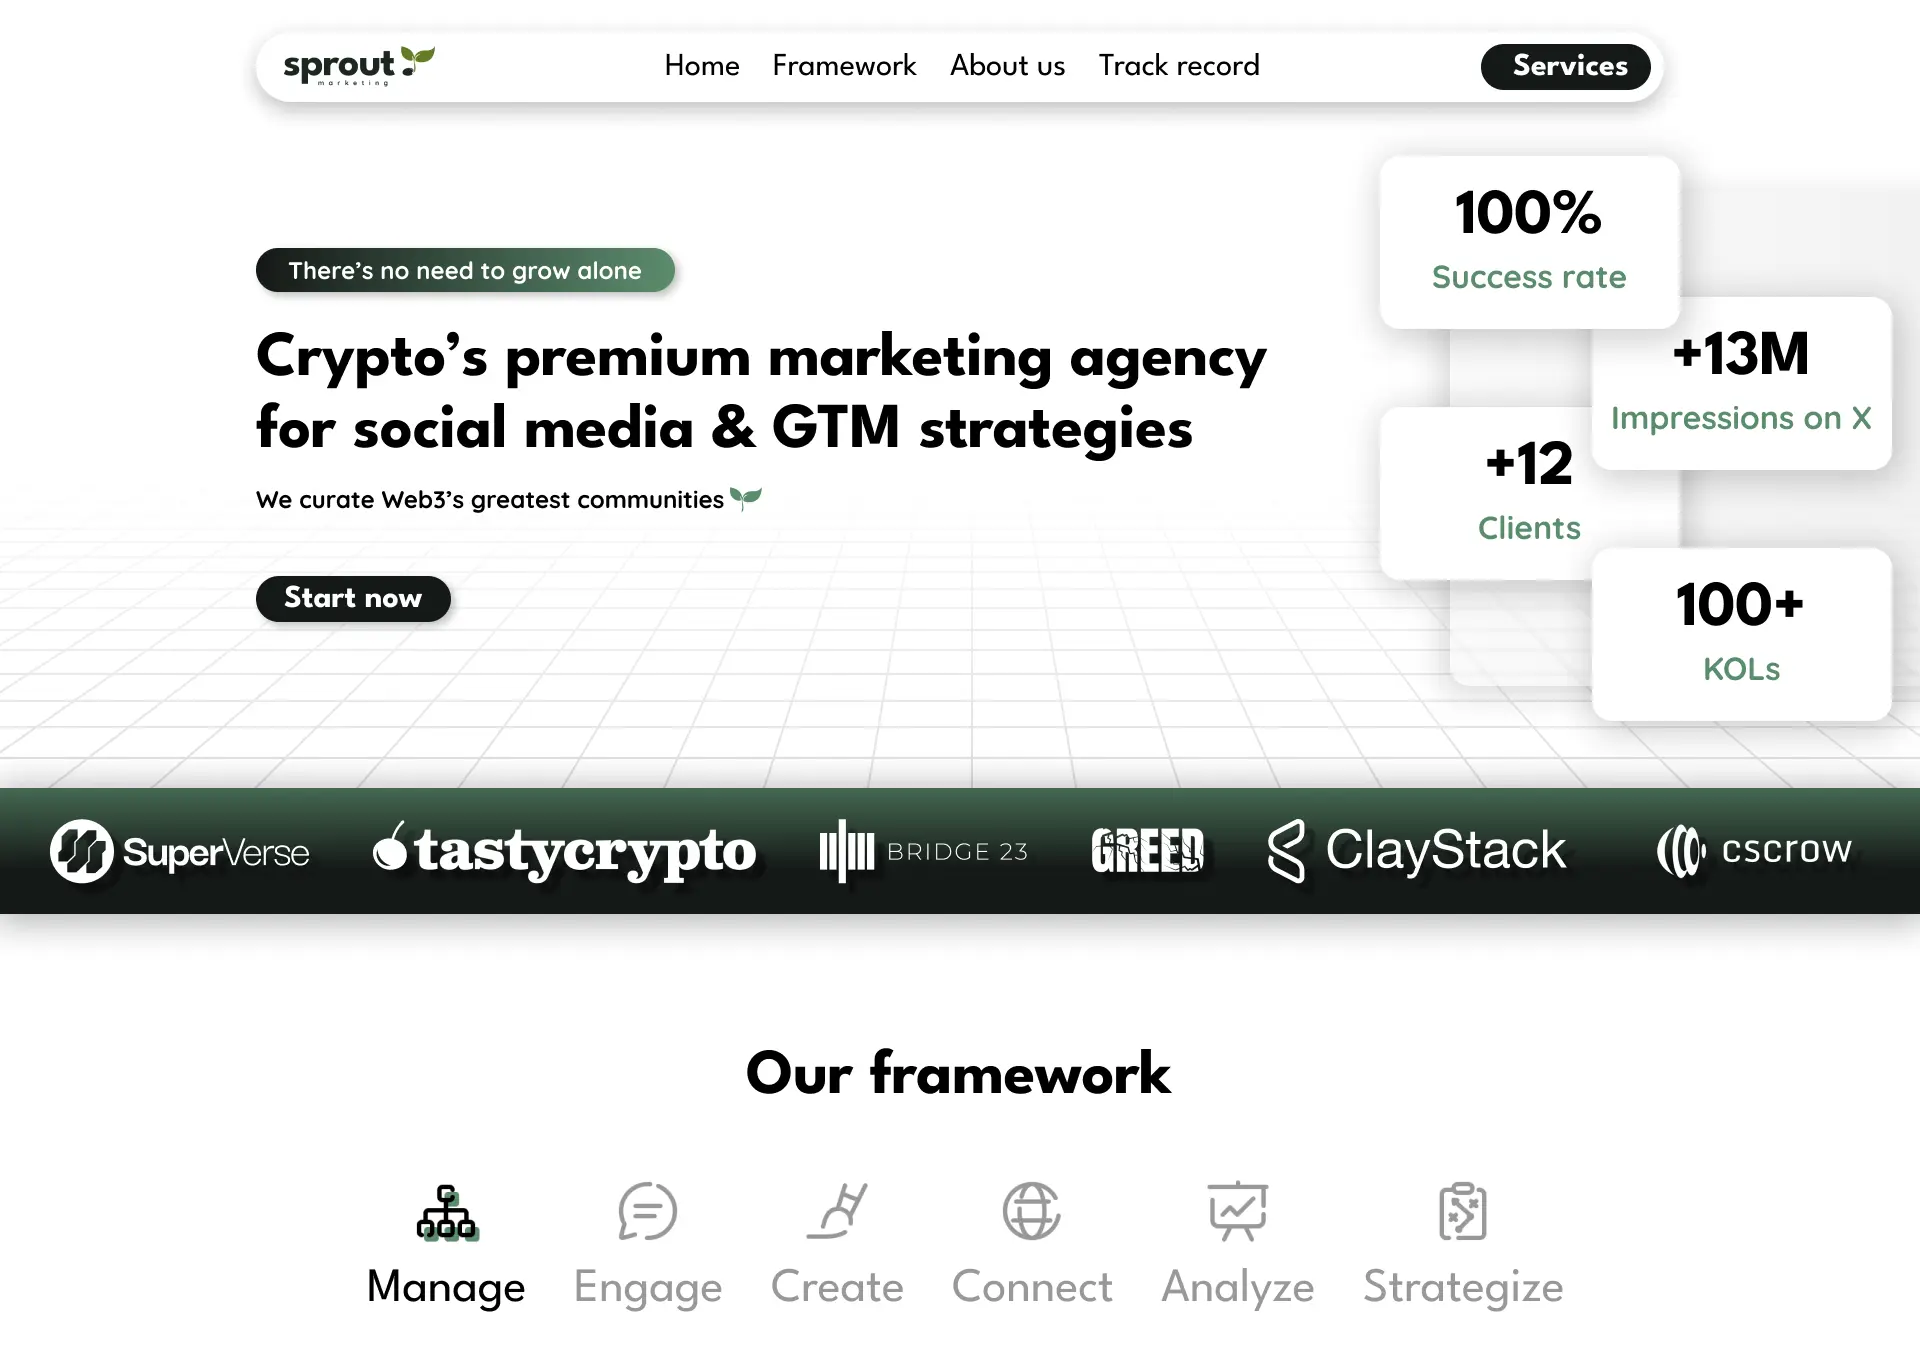 sprout
marketing
Home
Framework
About us
Track record
Services
There's no need to grow alone
Crypto's premium marketing agency
for social media & GTM strategies
We curate Web3's greatest communities
Start now
100%
Success rate
+13M
Impressions on X
+12
Clients
100+
KOLs
SuperVerse
tastycrypto
BRIDGE 23
GREED
ClayStack
cscrow
Our framework
Manage
Engage
Create
Connect
Analyze
Strategize